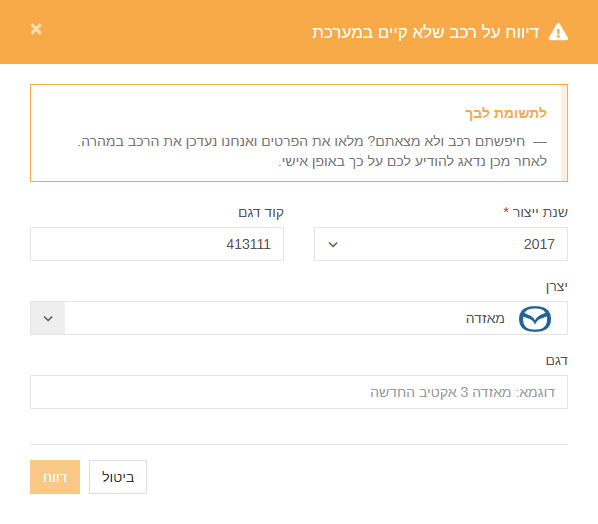 דיווח על רכב שלא קיים במערכת
×
לתשומת לבך
— חיפשתם רכב ולא מצאתם? מלאו את הפרטים ואנחנו נעדכן את הרכב במהרה.
לאחר מכן נדאג להודיע לכם על כך באופן אישי.
שנת ייצור *
קוד דגם
2017
413111
יצרן
מאזדה
דגם
דוגמא: מאזדה 3 אקטיב החדשה
ביטול
דווח